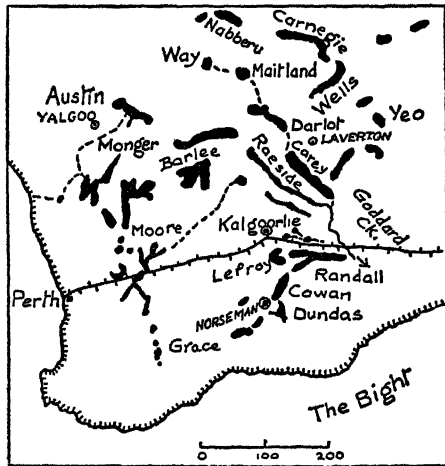 Nabberu
Carnegie
Way
Maitland
Wells
Austin
YALGOO
Darlot
Yeo
LAVERTON
Monger
Barlee
Carey
Raeside
Goddard
Ck.
Moore
Kalgoorlie
Lefroy
Randall
Perth
Cowan
NORSEMAN
Dundas
Grace
The Bight
0 100 200